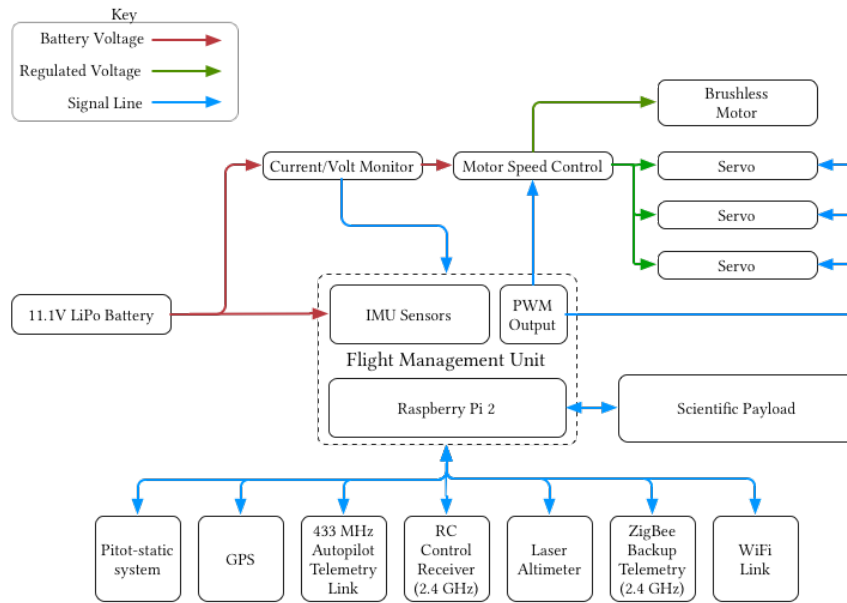 Key
Battery Voltage
Regulated Voltage
Signal Line
Brushless
Motor
Current/Volt Monitor
Motor Speed Control
Servo
Servo
Servo
11.1V LiPo Battery
IMU Sensors
PWM
Output
Flight Management Unit
Raspberry Pi 2
Scientific Payload
Pitot-static
system
GPS
433 MHz
Autopilot
Telemetry
Link
RC
Control
Receiver
(2.4 GHz)
Laser
Altimeter
ZigBee
Backup
Telemetry
(2.4 GHz)
WiFi
Link